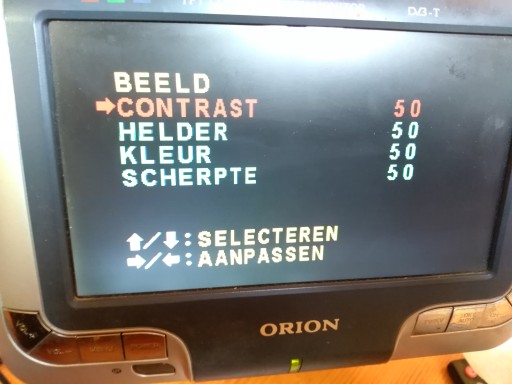 DVB-T
BEELD
➡CONTRAST 50
HELDER 50
KLEUR 50
SCHERPTE 50
⬆/⬇:SELECTEREN
➡/⬅:AANPASSEN
ORION